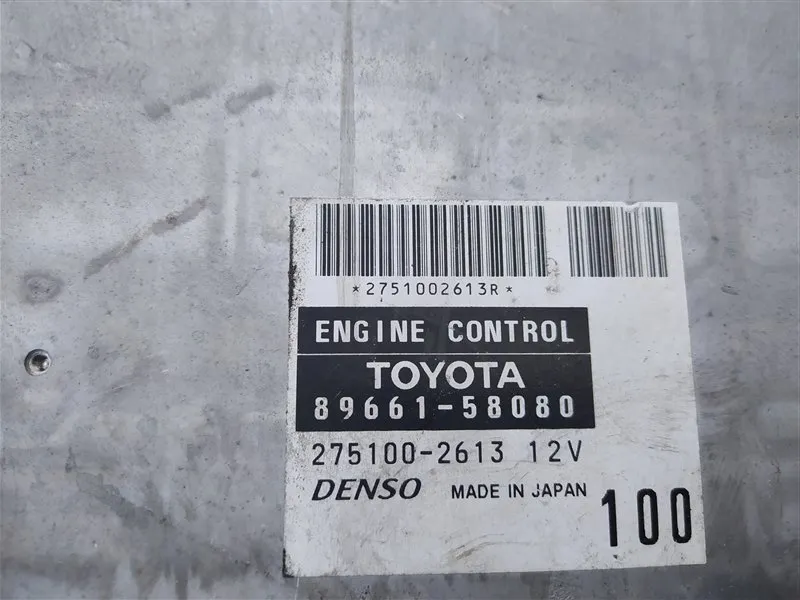 *2751002613R*
ENGINE CONTROL
TOYOTA
89661-58080
275100-2613 12V
DENSO MADE IN JAPAN
100